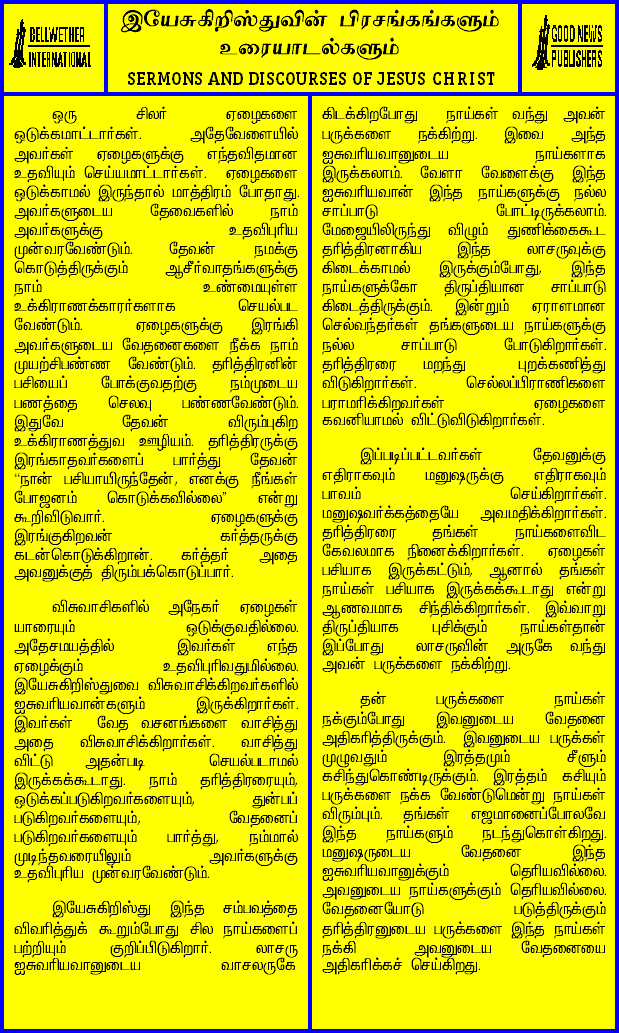 BELLWETHER
INTERNATIONAL
இயேசுகிறிஸ்துவின் பிரசங்கங்களும்
உரையாடல்களும்
SERMONS AND DISCOURSES OF JESUS CHRIST
GOOD NEWS
PUBLISHERS
ஒரு சிலர் ஏழைகளை
ஒடுக்கமாட்டார்கள். அதேவேளையில்
அவர்கள் ஏழைகளுக்கு எந்தவிதமான
உதவியும் செய்யமாட்டார்கள். ஏழைகளை
ஒடுக்காமல் இருந்தால் மாத்திரம் போதாது.
அவர்களுடைய தேவைகளில் நாம்
அவர்களுக்கு உதவிபுரிய
முன்வரவேண்டும். தேவன் நமக்கு
கொடுத்திருக்கும் ஆசீர்வாதங்களுக்கு
நாம் உண்மையுள்ள
உக்கிராணக்காரர்களாக செயல்பட
வேண்டும். ஏழைகளுக்கு இரங்கி
அவர்களுடைய வேதனைகளை நீக்க நாம்
முயற்சிபண்ண வேண்டும். தரித்திரனின்
பசியைப் போக்குவதற்கு நம்முடைய
பணத்தை செலவு பண்ணவேண்டும்.
இதுவே தேவன் விரும்புகிற
உக்கிராணத்துவ ஊழியம். தரித்திரருக்கு
இரங்காதவர்களைப் பார்த்து தேவன்
“நான் பசியாயிருந்தேன், எனக்கு நீங்கள்
போஜனம் கொடுக்கவில்லை” என்று
கூறிவிடுவார். ஏழைகளுக்கு
இரங்குகிறவன் கர்த்தருக்கு
கடன்கொடுக்கிறான். கர்த்தர் அதை
அவனுக்குத் திரும்பக்கொடுப்பார்.
விசுவாசிகளில் அநேகர் ஏழைகள்
யாரையும் ஒடுக்குவதில்லை.
அதேசமயத்தில் இவர்கள் எந்த
ஏழைக்கும் உதவிபுரிவதுமில்லை.
இயேசுகிறிஸ்துவை விசுவாசிக்கிறவர்களில்
ஐசுவரியவான்களும் இருக்கிறார்கள்.
இவர்கள் வேத வசனங்களை வாசித்து
அதை விசுவாசிக்கிறார்கள். வாசித்து
விட்டு அதன்படி செயல்படாமல்
இருக்கக்கூடாது. நாம் தரித்திரரையும்,
ஒடுக்கப்படுகிறவர்களையும், துன்பப்
படுகிறவர்களையும், வேதனைப்
படுகிறவர்களையும் பார்த்து, நம்மால்
முடிந்தவரையிலும் அவர்களுக்கு
உதவிபுரிய முன்வரவேண்டும்.
இயேசுகிறிஸ்து இந்த சம்பவத்தை
விவரித்துக் கூறும்போது சில நாய்களைப்
பற்றியும் குறிப்பிடுகிறார். லாசரு
ஐசுவரியவானுடைய வாசலருகே
கிடக்கிறபோது நாய்கள் வந்து அவன்
பருக்களை நக்கிற்று. இவை அந்த
ஐசுவரியவானுடைய நாய்களாக
இருக்கலாம். வேளா வேளைக்கு இந்த
ஐசுவரியவான் இந்த நாய்களுக்கு நல்ல
சாப்பாடு போட்டிருக்கலாம்.
மேஜையிலிருந்து விழும் துணிக்கைகூட
தரித்திரனாகிய இந்த லாசருவுக்கு
கிடைக்காமல் இருக்கும்போது, இந்த
நாய்களுக்கோ திருப்தியான சாப்பாடு
கிடைத்திருக்கும். இன்றும் ஏராளமான
செல்வந்தர்கள் தங்களுடைய நாய்களுக்கு
நல்ல சாப்பாடு போடுகிறார்கள்.
தரித்திரரை மறந்து புறக்கணித்து
விடுகிறார்கள். செல்லப்பிராணிகளை
பராமரிக்கிறவர்கள் ஏழைகளை
கவனியாமல் விட்டுவிடுகிறார்கள்.
இப்படிப்பட்டவர்கள் தேவனுக்கு
எதிராகவும் மனுஷருக்கு எதிராகவும்
பாவம் செய்கிறார்கள்.
மனுஷவர்க்கத்தையே அவமதிக்கிறார்கள்.
தரித்திரரை தங்கள் நாய்களைவிட
கேவலமாக நினைக்கிறார்கள். ஏழைகள்
பசியாக இருக்கட்டும், ஆனால் தங்கள்
நாய்கள் பசியாக இருக்கக்கூடாது என்று
ஆணவமாக சிந்திக்கிறார்கள். இவ்வாறு
திருப்தியாக புசிக்கும் நாய்கள்தான்
இப்போது லாசருவின் அருகே வந்து
அவன் பருக்களை நக்கிற்று.
தன் பருக்களை நாய்கள்
நக்கும்போது இவனுடைய வேதனை
அதிகரித்திருக்கும். இவனுடைய பருக்கள்
முழுவதும் இரத்தமும் சீளும்
கசிந்துகொண்டிருக்கும். இரத்தம் கசியும்
பருக்களை நக்க வேண்டுமென்று நாய்கள்
விரும்பும். தங்கள் எஜமானைப்போலவே
இந்த நாய்களும் நடந்துகொள்கிறது.
மனுஷருடைய வேதனை இந்த
ஐசுவரியவானுக்கும் தெரியவில்லை.
அவனுடைய நாய்களுக்கும் தெரியவில்லை.
வேதனையோடு படுத்திருக்கும்
தரித்திரனுடைய பருக்களை இந்த நாய்கள்
நக்கி அவனுடைய வேதனையை
அதிகரிக்கச் செய்கிறது.